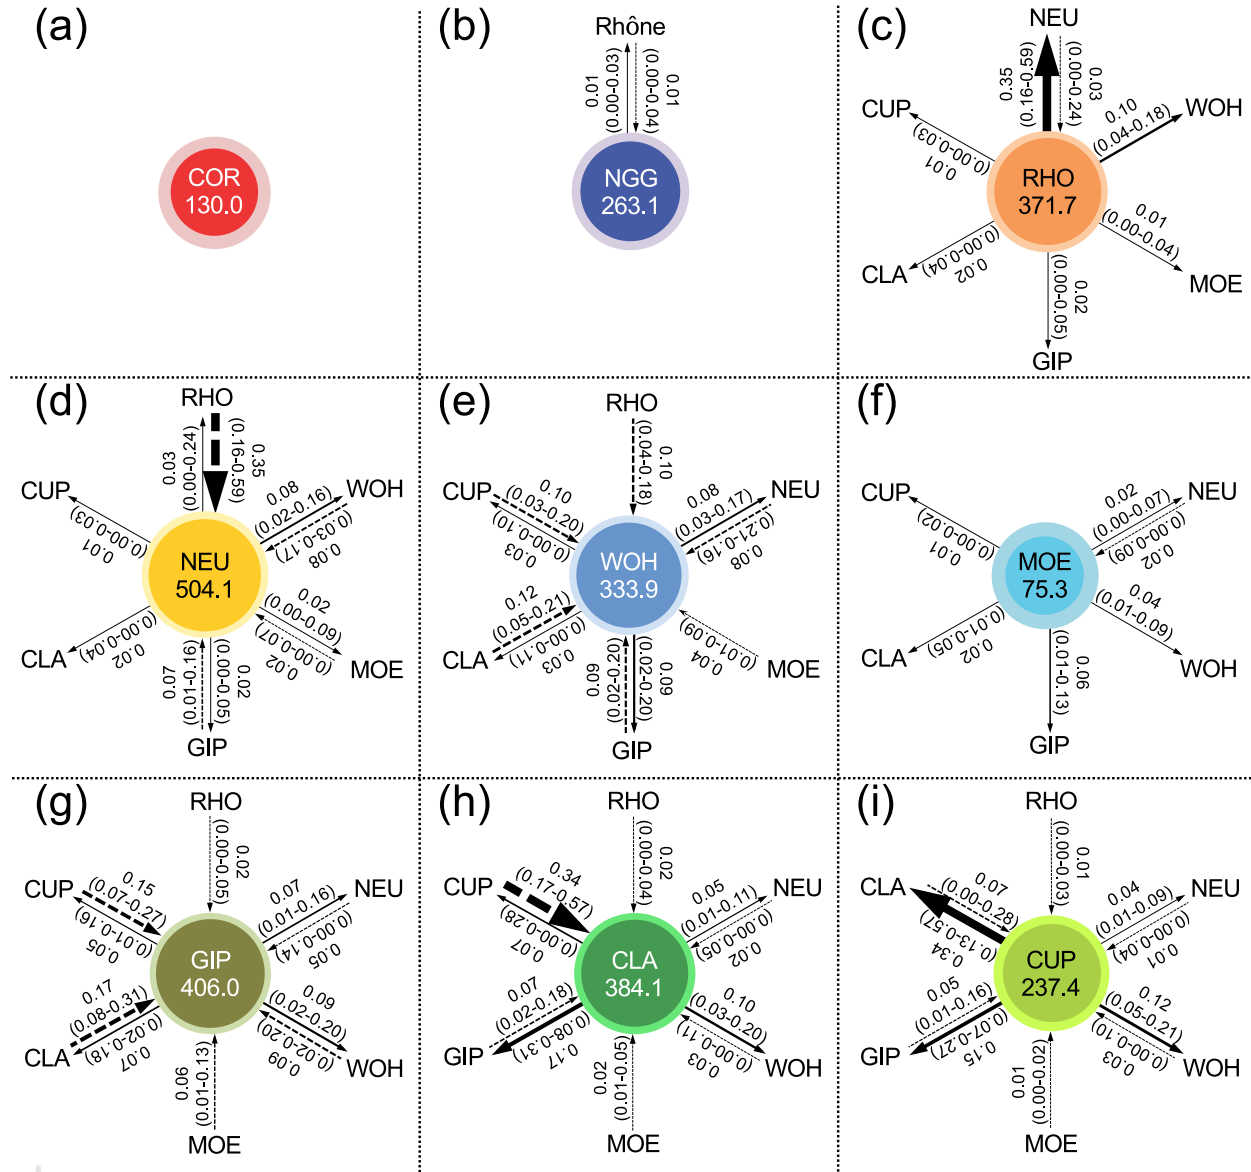 (a)
COR
130.0
(b)
Rhône
0.01
(0.00-0.03)
0.01
(0.00-0.04)
NGG
263.1
(c)
NEU
0.35
(0.16-0.59)
0.03
(0.00-0.24)
CUP
(0.00-0.03)
0.01
WOH
0.10
(0.04-0.18)
RHO
371.7
CLA
(0.00-0.04)
0.02
0.01
(0.00-0.04)
MOE
0.02
(0.00-0.05)
GIP
(d)
RHO
0.03
(0.00-0.24)
0.35
(0.16-0.59)
CUP
(0.00-0.03)
0.01
WOH
0.08
(0.02-0.16)
(0.03-0.17)
0.08
NEU
504.1
CLA
(0.00-0.04)
0.02
0.02
(0.00-0.09)
(0.00-0.07)
0.02
MOE
0.07
(0.01-0.16)
0.02
(0.00-0.05)
GIP
(e)
RHO
0.10
(0.04-0.18)
CUP
0.10
(0.03-0.20)
(0.00-0.10)
0.03
NEU
0.08
(0.03-0.17)
(0.21-0.16)
0.08
WOH
333.9
CLA
0.12
(0.05-0.21)
(0.00-0.11)
0.03
(0.01-0.09)
0.04
MOE
0.09
(0.02-0.20)
0.09
(0.02-0.20)
GIP
(f)
CUP
(0.00-0.02)
0.01
NEU
0.02
(0.00-0.07)
(0.00-0.09)
0.02
MOE
75.3
CLA
(0.01-0.05)
0.02
0.04
(0.01-0.09)
WOH
0.06
(0.01-0.13)
GIP
(g)
RHO
0.02
(0.00-0.05)
CUP
0.15
(0.07-0.27)
(0.01-0.16)
0.05
NEU
0.07
(0.01-0.16)
(0.00-0.14)
0.05
GIP
406.0
CLA
0.17
(0.08-0.31)
(0.02-0.18)
0.07
0.09
(0.02-0.20)
(0.02-0.20)
0.09
WOH
0.06
(0.01-0.13)
MOE
(h)
RHO
0.02
(0.00-0.04)
CUP
0.34
(0.17-0.57)
(0.00-0.28)
0.07
NEU
0.05
(0.01-0.11)
(0.00-0.05)
0.02
CLA
384.1
GIP
0.07
(0.02-0.18)
(0.08-0.31)
0.17
0.10
(0.03-0.20)
(0.00-0.11)
0.03
WOH
0.02
(0.01-0.05)
MOE
(i)
RHO
0.01
(0.00-0.03)
CLA
0.07
(0.00-0.28)
(0.13-0.57)
0.34
NEU
0.04
(0.01-0.09)
(0.00-0.04)
0.01
CUP
237.4
GIP
0.05
(0.01-0.16)
(0.07-0.27)
0.15
0.12
(0.05-0.21)
(0.00-0.10)
0.03
WOH
0.01
(0.00-0.02)
MOE